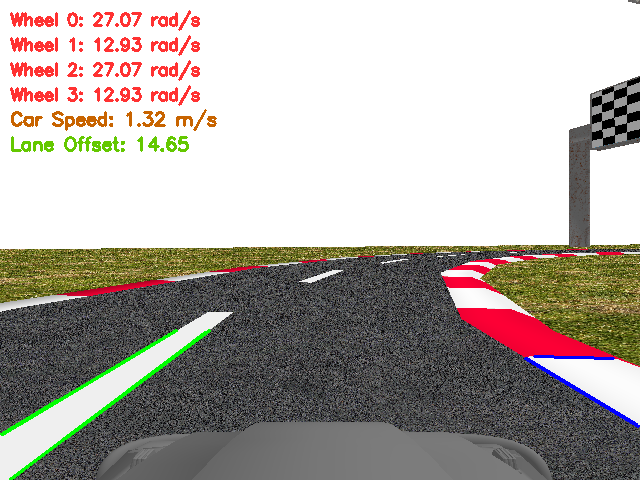 Wheel 0: 27.07 rad/s
Wheel 1: 12.93 rad/s
Wheel 2: 27.07 rad/s
Wheel 3: 12.93 rad/s
Car Speed: 1.32 m/s
Lane Offset: 14.65